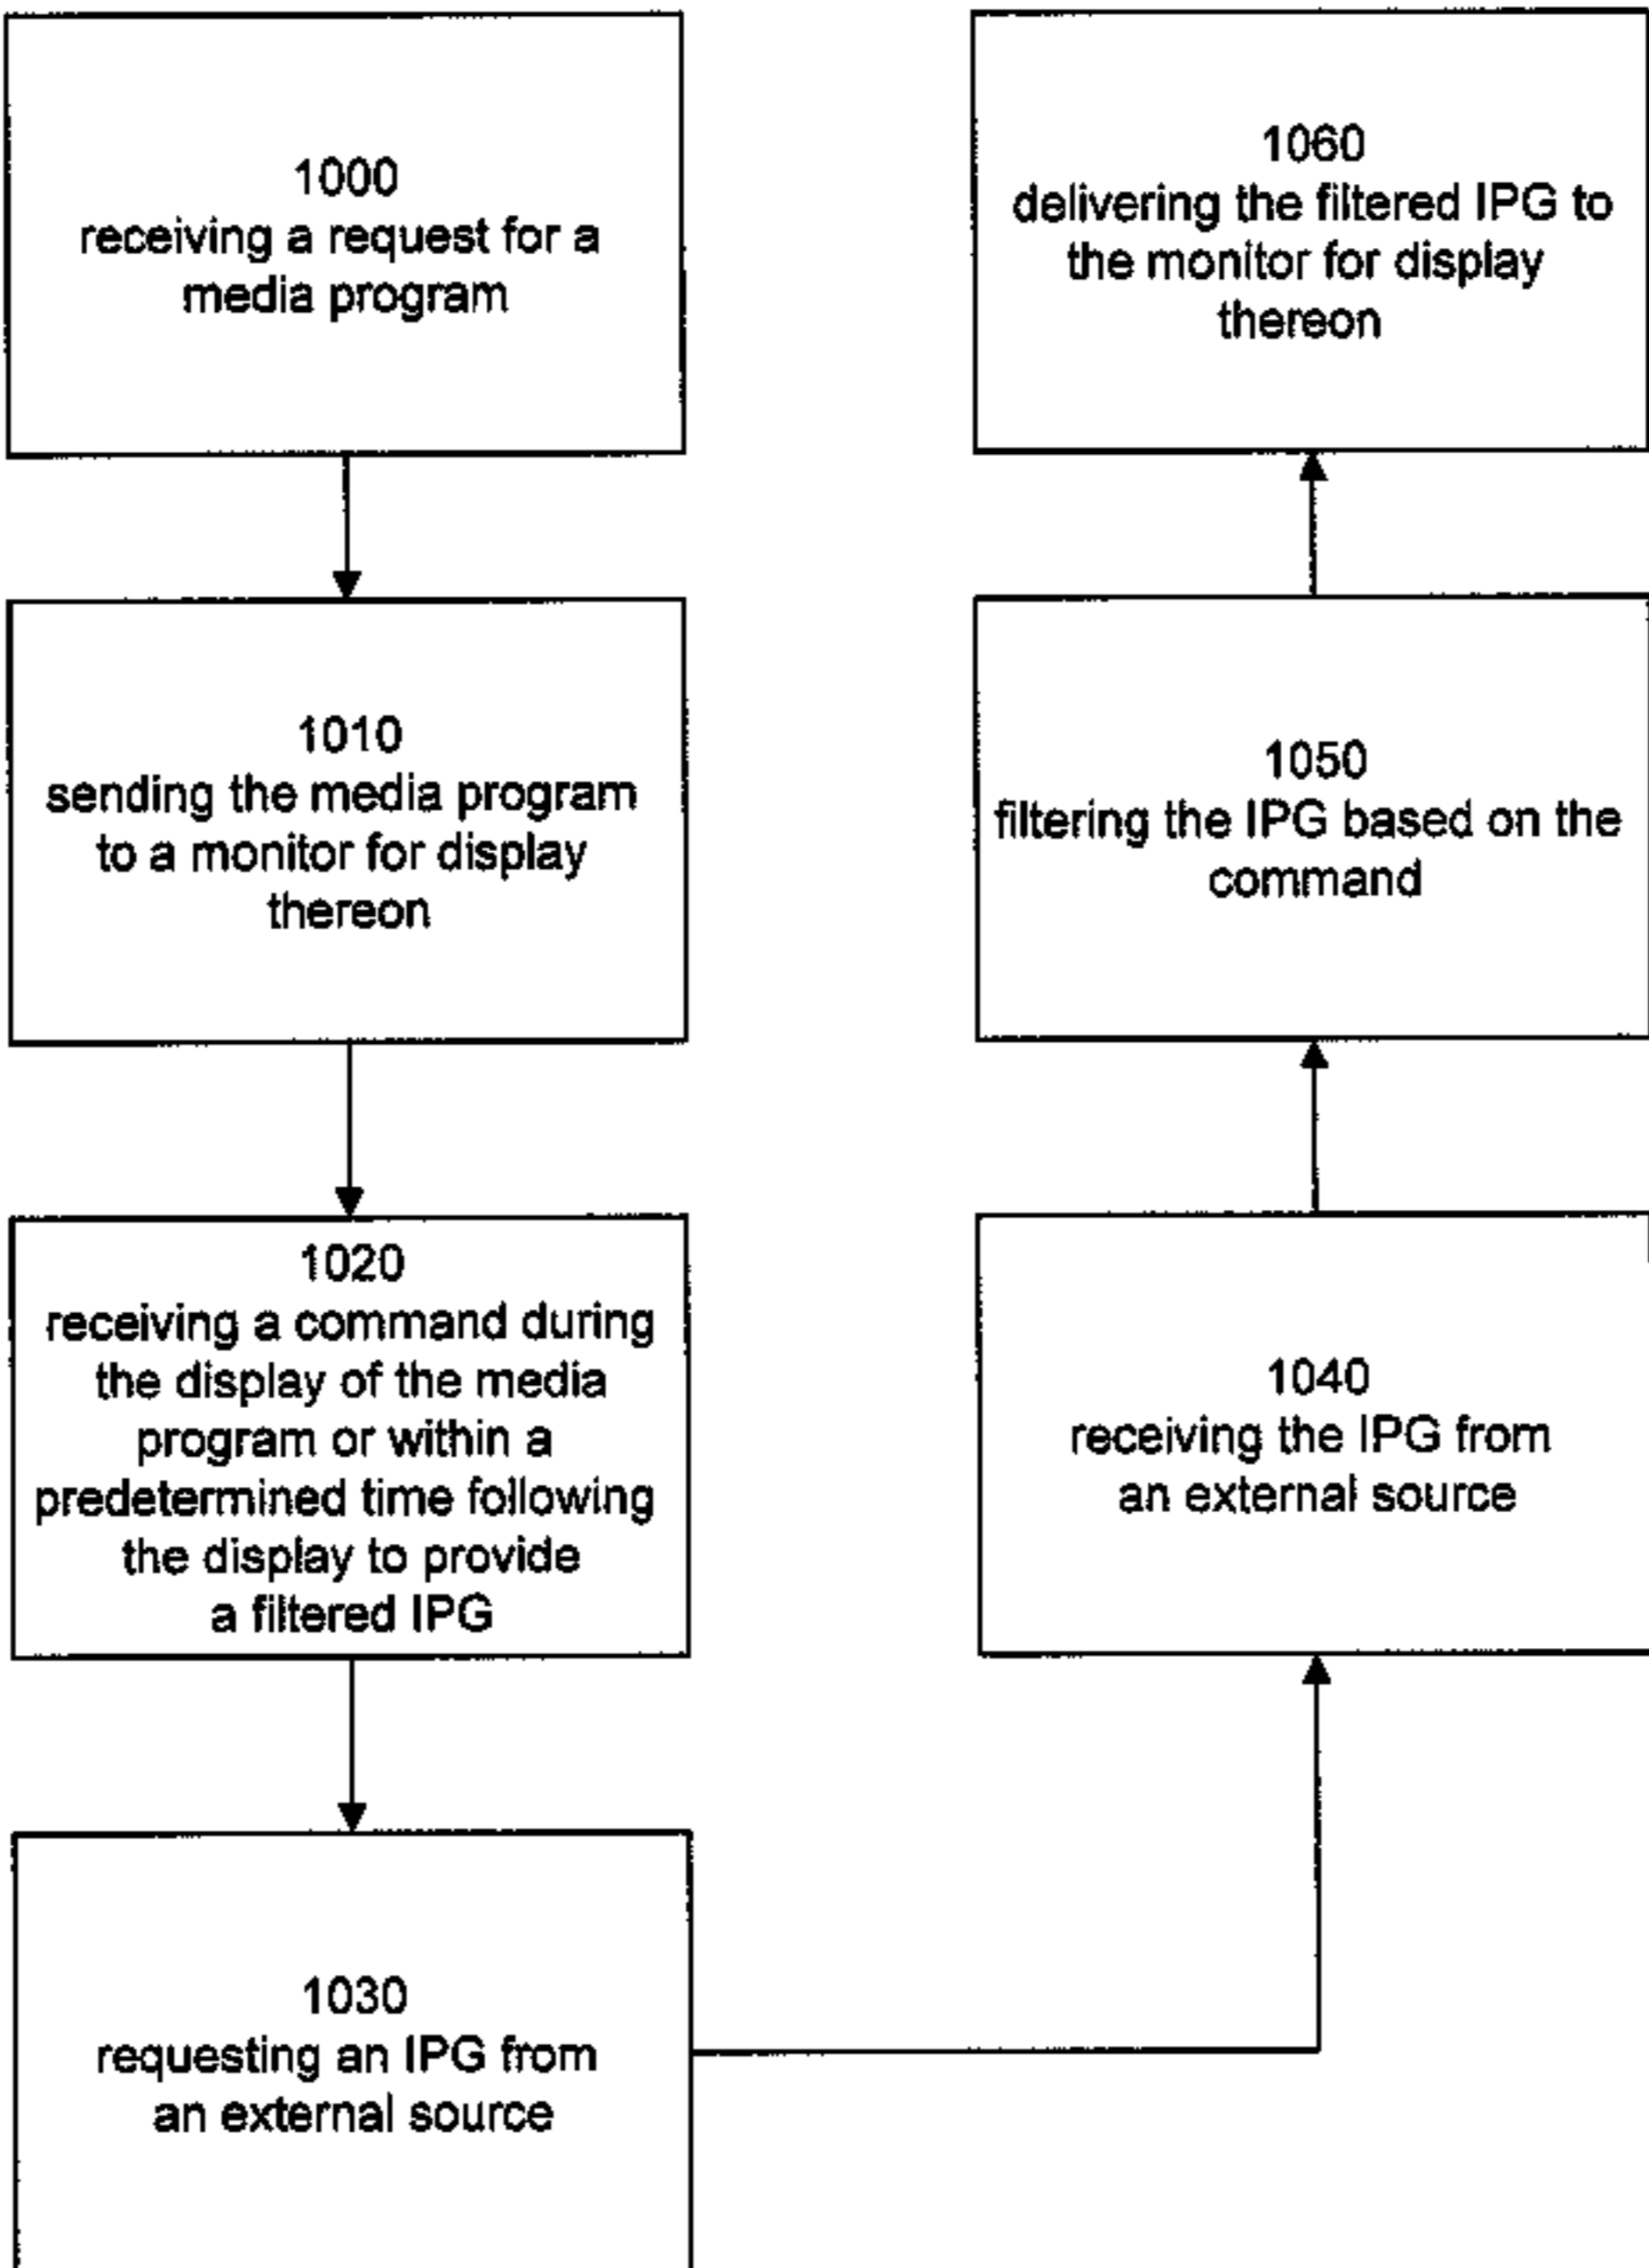 1000
receiving a request for a
media program
1010
sending the media program
to a monitor for display
thereon
1020
receiving a command during
the display of the media
program or within a
predetermined time following
the display to provide
a filtered IPG
1030
requesting an IPG from
an external source
1040
receiving the IPG from
an external source
1050
filtering the IPG based on the
command
1060
delivering the filtered IPG to
the monitor for display
thereon